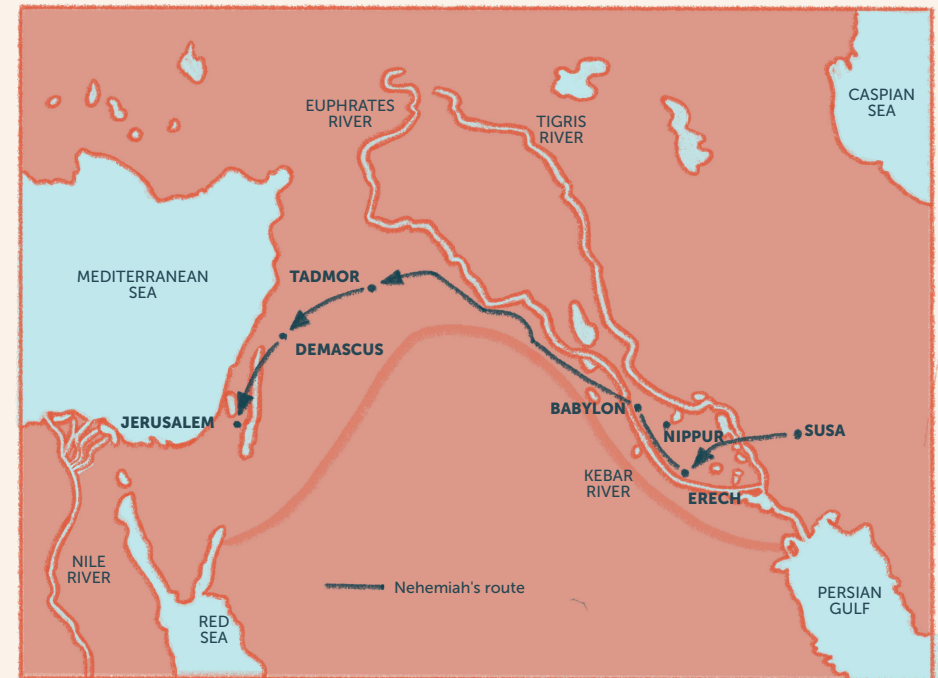 CASPIAN
SEA
EUPHRATES
RIVER
TIGRIS
RIVER
MEDITERRANEAN
SEA
TADMOR
DEMASCUS
JERUSALEM
BABYLON
NIPPUR
SUSA
KEBAR
RIVER
ERECH
NILE
RIVER
Nehemiah's route
RED
SEA
PERSIAN
GULF